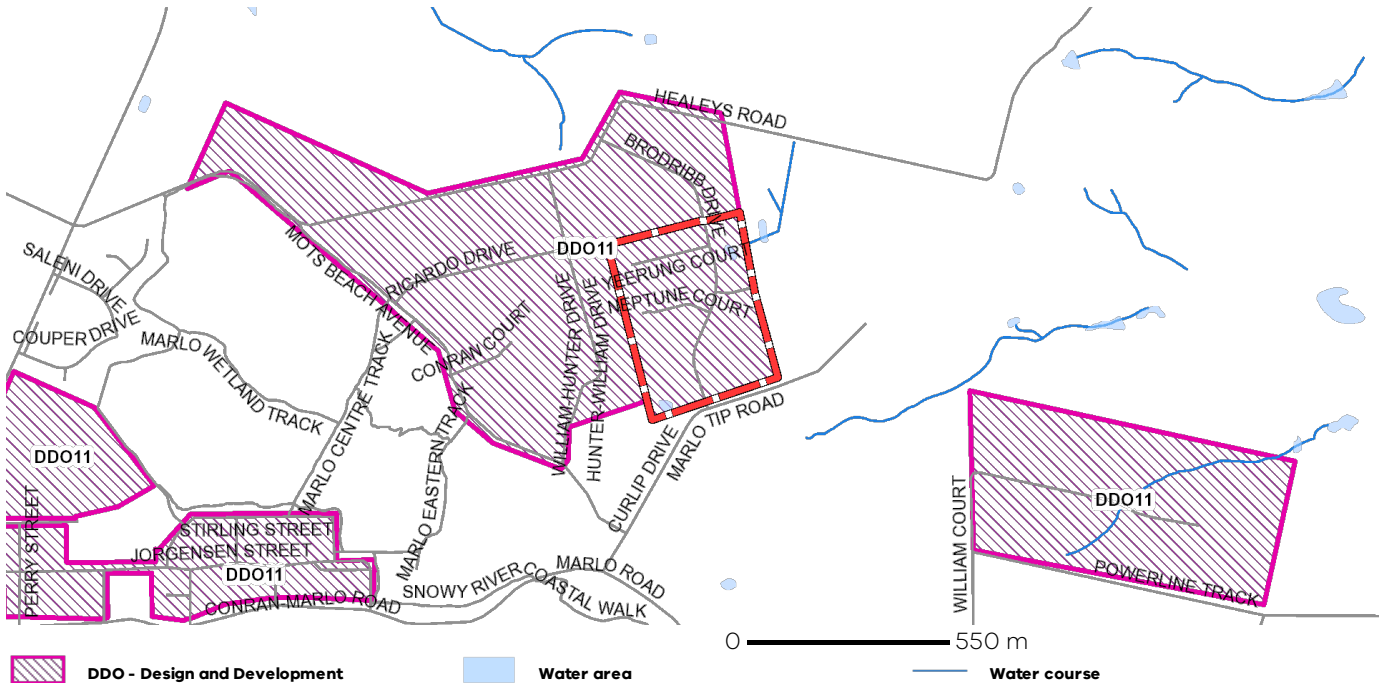 HEALEYS ROAD
BRODRIBB DRIVE
DDO11
YEERUNG COURT
NEPTUNE COURT
RICARDO DRIVE
MOTS BEACH AVENUE
CONRAN COURT
WILLIAM-HUNTER DRIVE
HUNTER-WILLIAM DRIVE
SALENI DRIVE
COUPER DRIVE
MARLO WETLAND TRACK
MARLO CENTRE TRACK
MARLO EASTERN TRACK
CURLIP DRIVE
MARLO TIP ROAD
DDO11
PERRY STREET
STIRLING STREET
JORGENSEN STREET
DDO11
CONRAN-MARLO ROAD
SNOWY RIVER COASTAL WALK
MARLO ROAD
WILLIAM COURT
DDO11
POWERLINE TRACK
0 550 m
DDO - Design and Development
Water area
Water course